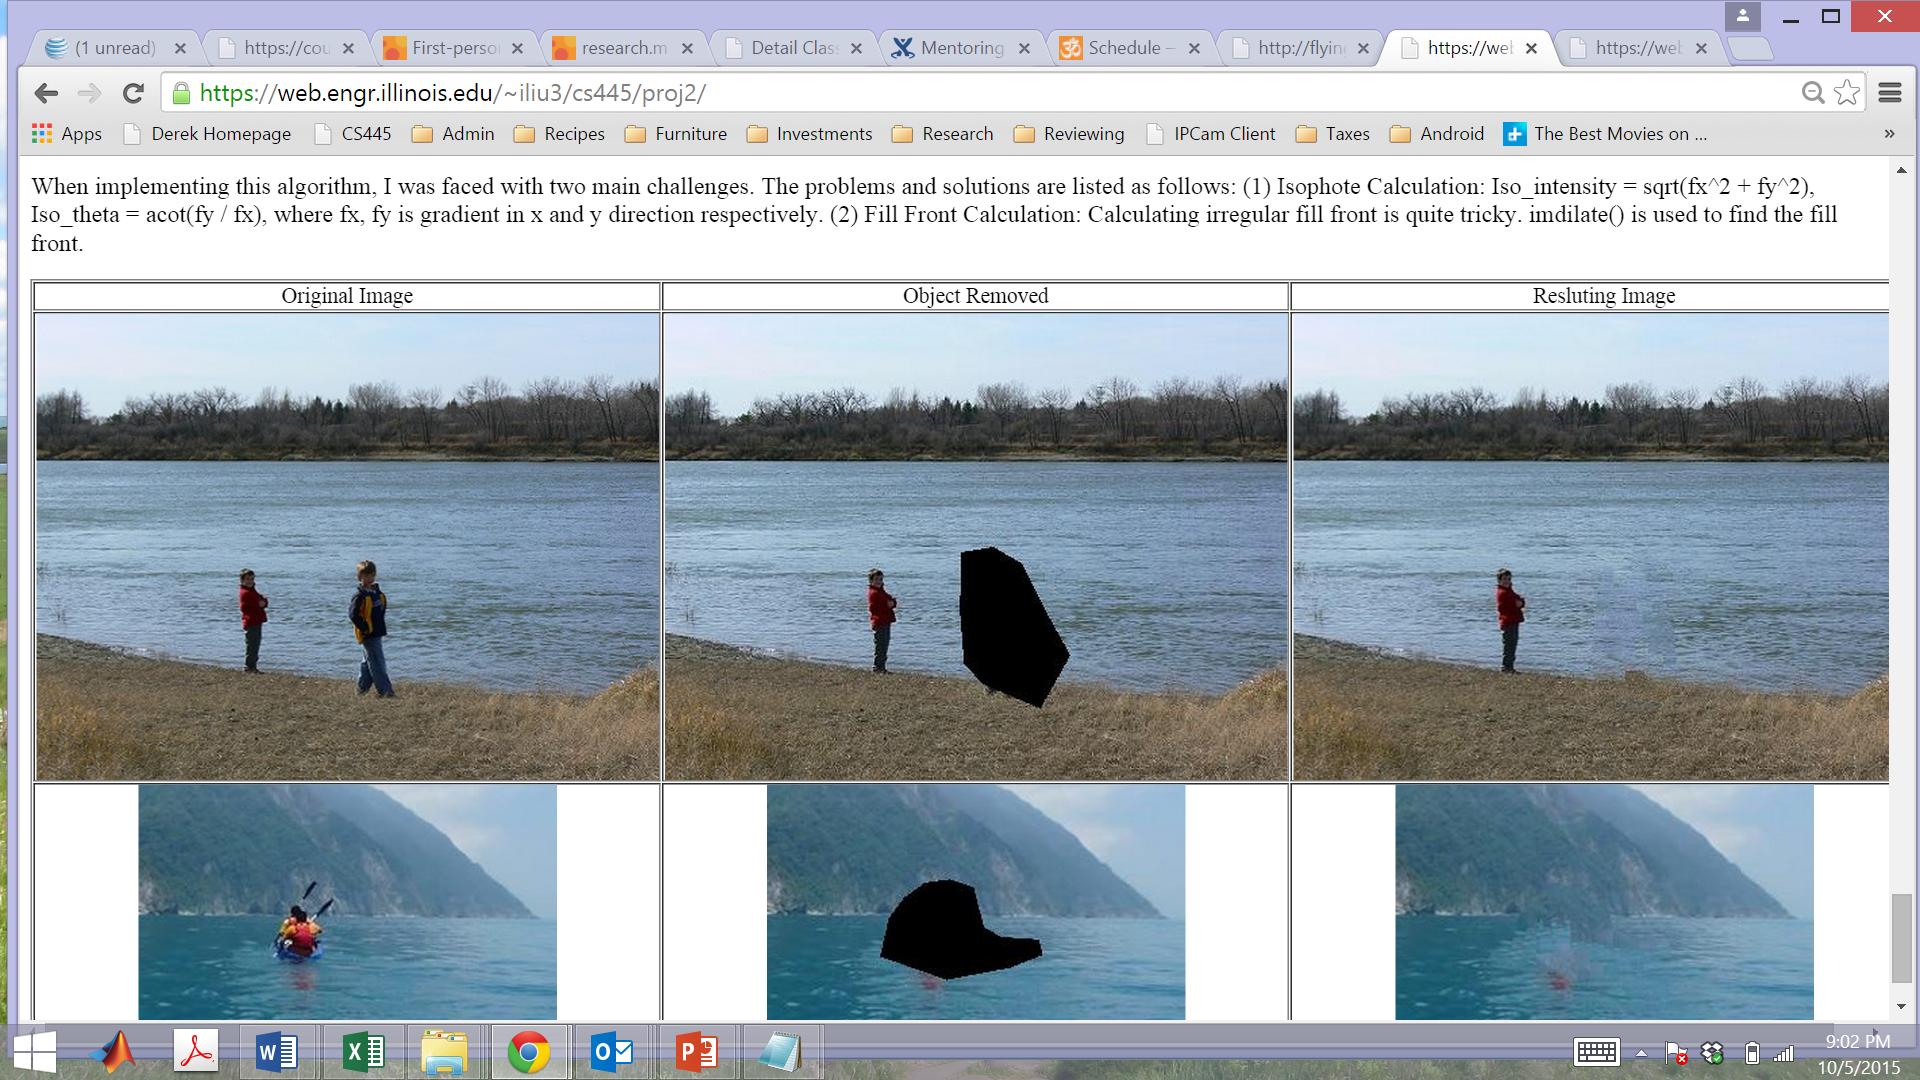 (1 unread)
https://cou
First-perso
research.m
Detail Clas
Mentoring
Schedule –
http://flyin
https://web
https://web
https://web.engr.illinois.edu/~iliu3/cs445/proj2/
Apps Derek Homepage CS445 Admin Recipes Furniture Investments Research Reviewing IPCam Client Taxes Android The Best Movies on ... »
When implementing this algorithm, I was faced with two main challenges. The problems and solutions are listed as follows: (1) Isophote Calculation: Iso_intensity = sqrt(fx^2 + fy^2),
Iso_theta = acot(fy / fx), where fx, fy is gradient in x and y direction respectively. (2) Fill Front Calculation: Calculating irregular fill front is quite tricky. imdilate() is used to find the fill
front.
Original Image
Object Removed
Resluting Image
9:02 PM
10/5/2015